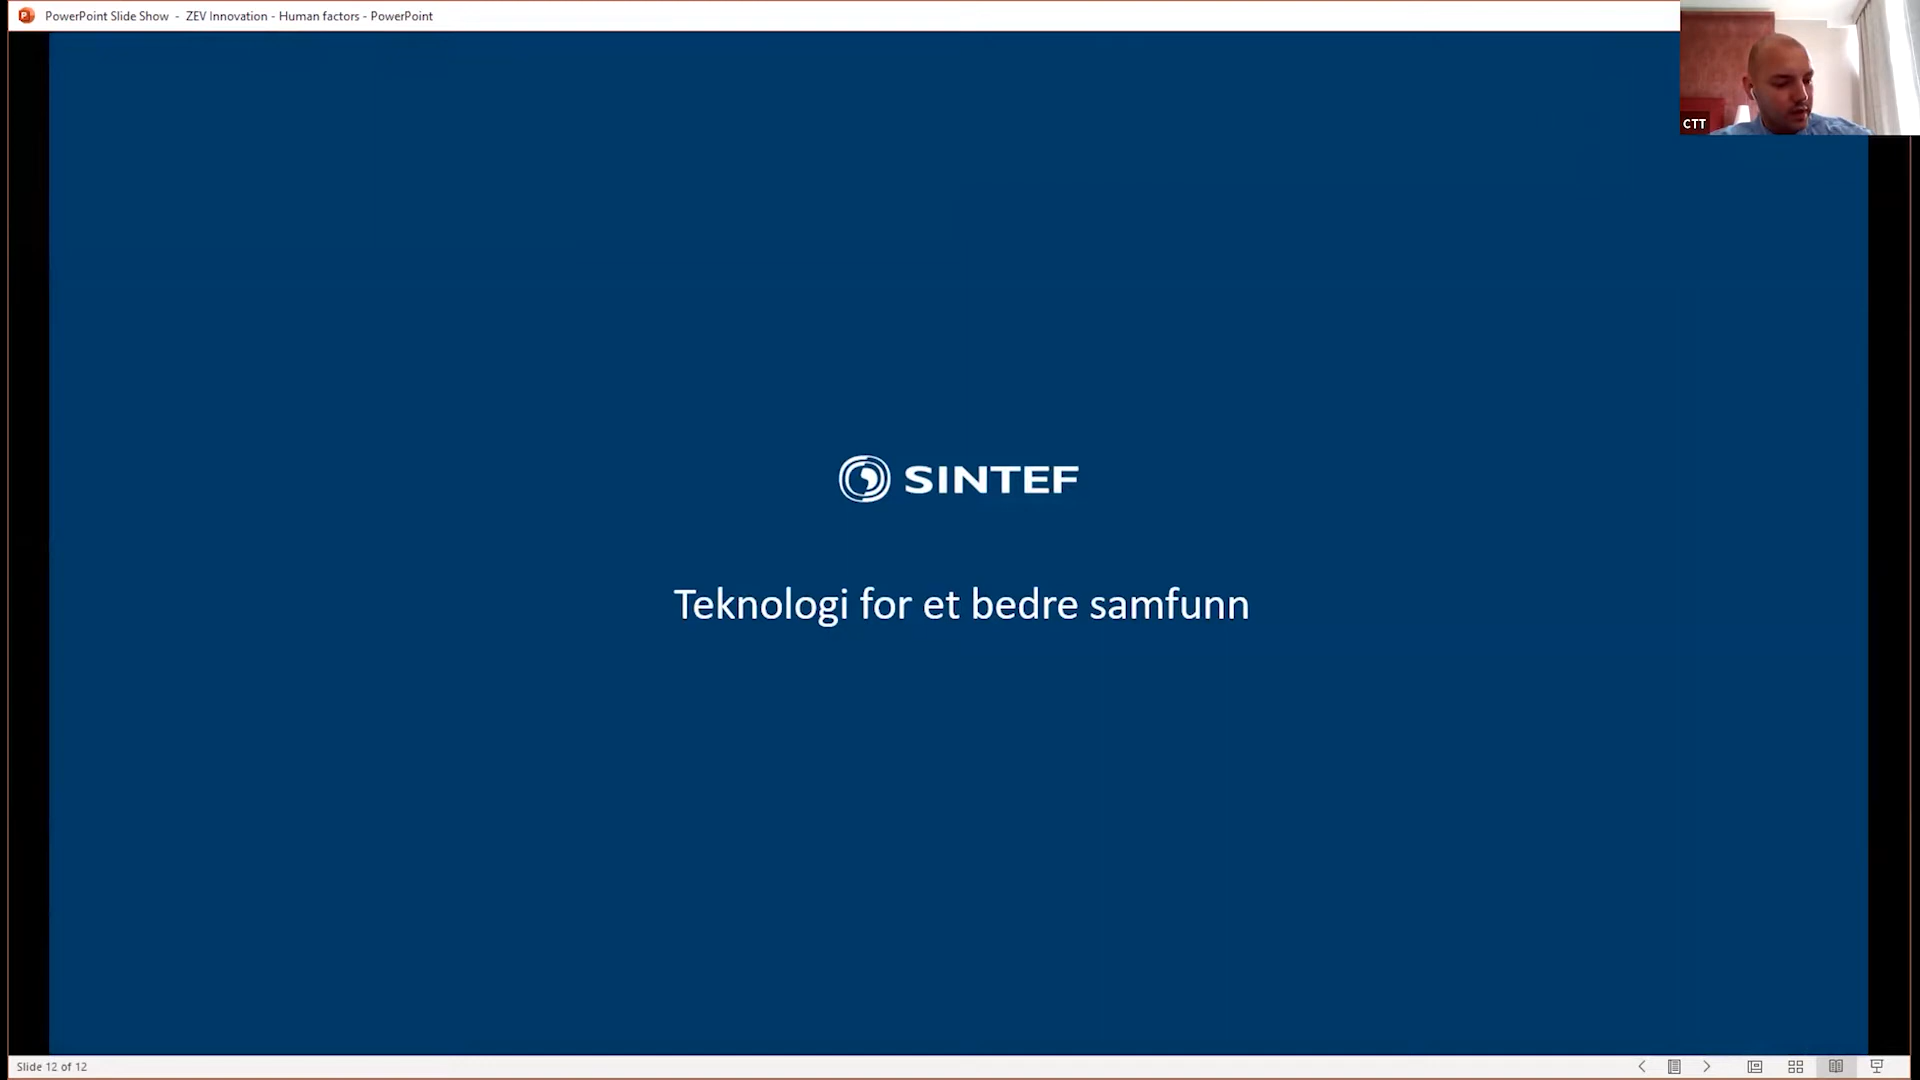 PowerPoint Slide Show - ZEV Innovation - Human factors - PowerPoint
CTT
SINTEF
Teknologi for et bedre samfunn
Slide 12 of 12